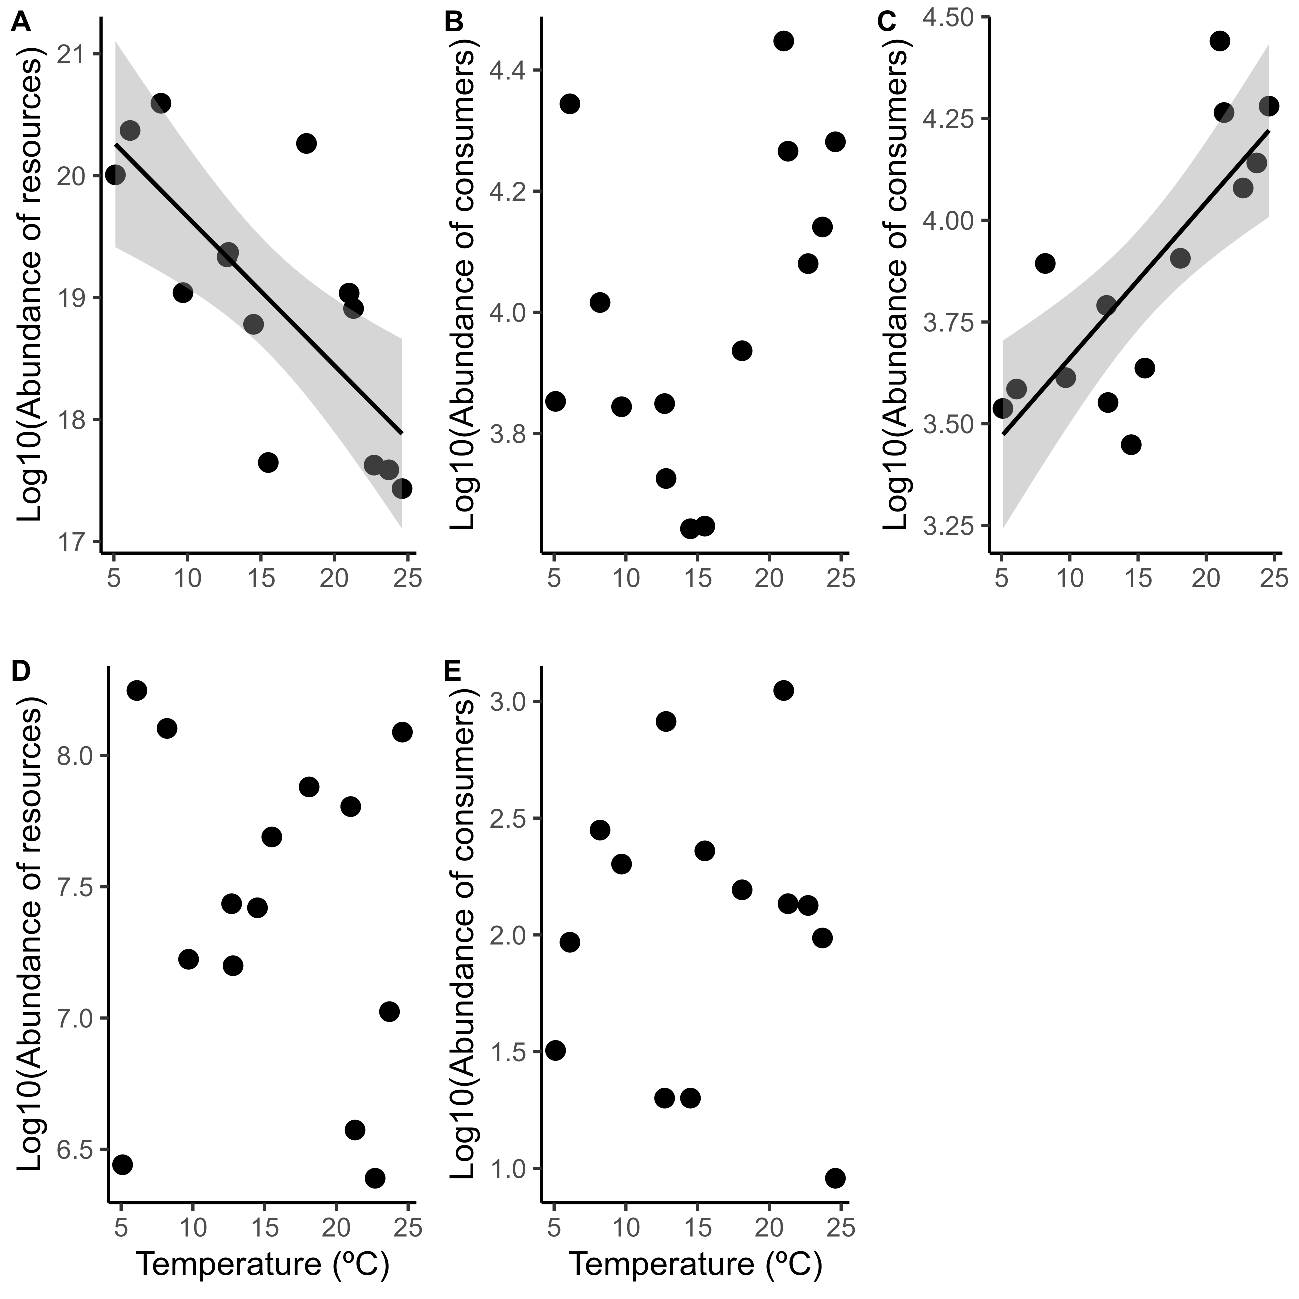 A
Log10(Abundance of resources)
21
20
19
18
17
5 10 15 20 25
B
Log10(Abundance of consumers)
4.4
4.2
4.0
3.8
5 10 15 20 25
C
Log10(Abundance of consumers)
4.50
4.25
4.00
3.75
3.50
3.25
5 10 15 20 25
D
Log10(Abundance of resources)
8.0
7.5
7.0
6.5
5 10 15 20 25
Temperature (ºC)
E
Log10(Abundance of consumers)
3.0
2.5
2.0
1.5
1.0
5 10 15 20 25
Temperature (ºC)